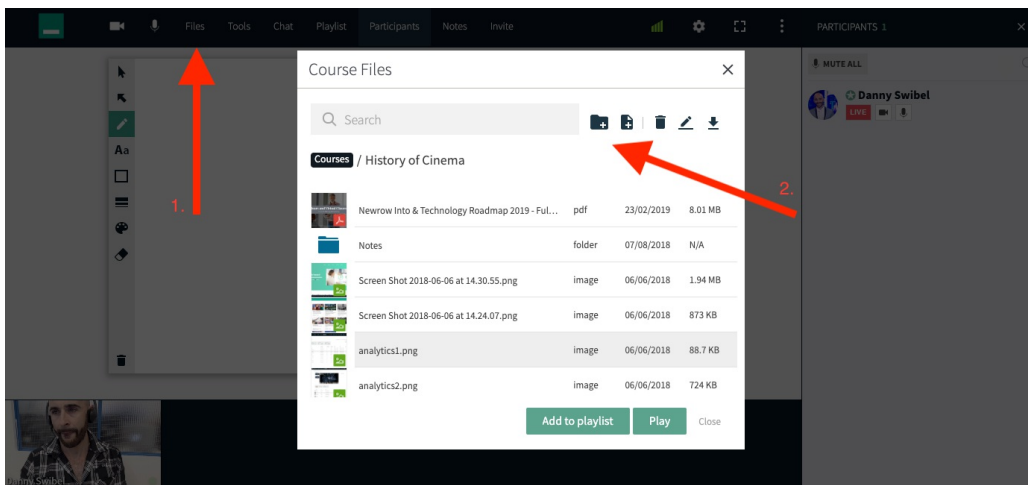 Files Tools Chat Playlist Participants Notes Invite
PARTICIPANTS 1
MUTE ALL
Danny Swibel
LIVE
Aa
1.
2.
Course Files
Search
Courses / History of Cinema
Newrow Into & Technology Roadmap 2019 - Ful... pdf 23/02/2019 8.01 MB
Notes folder 07/08/2018 N/A
Screen Shot 2018-06-06 at 14.30.55.png image 06/06/2018 1.94 MB
Screen Shot 2018-06-06 at 14.24.07.png image 06/06/2018 873 KB
analytics1.png image 06/06/2018 88.7 KB
analytics2.png image 06/06/2018 724 KB
Add to playlist Play Close
Danny Swibel